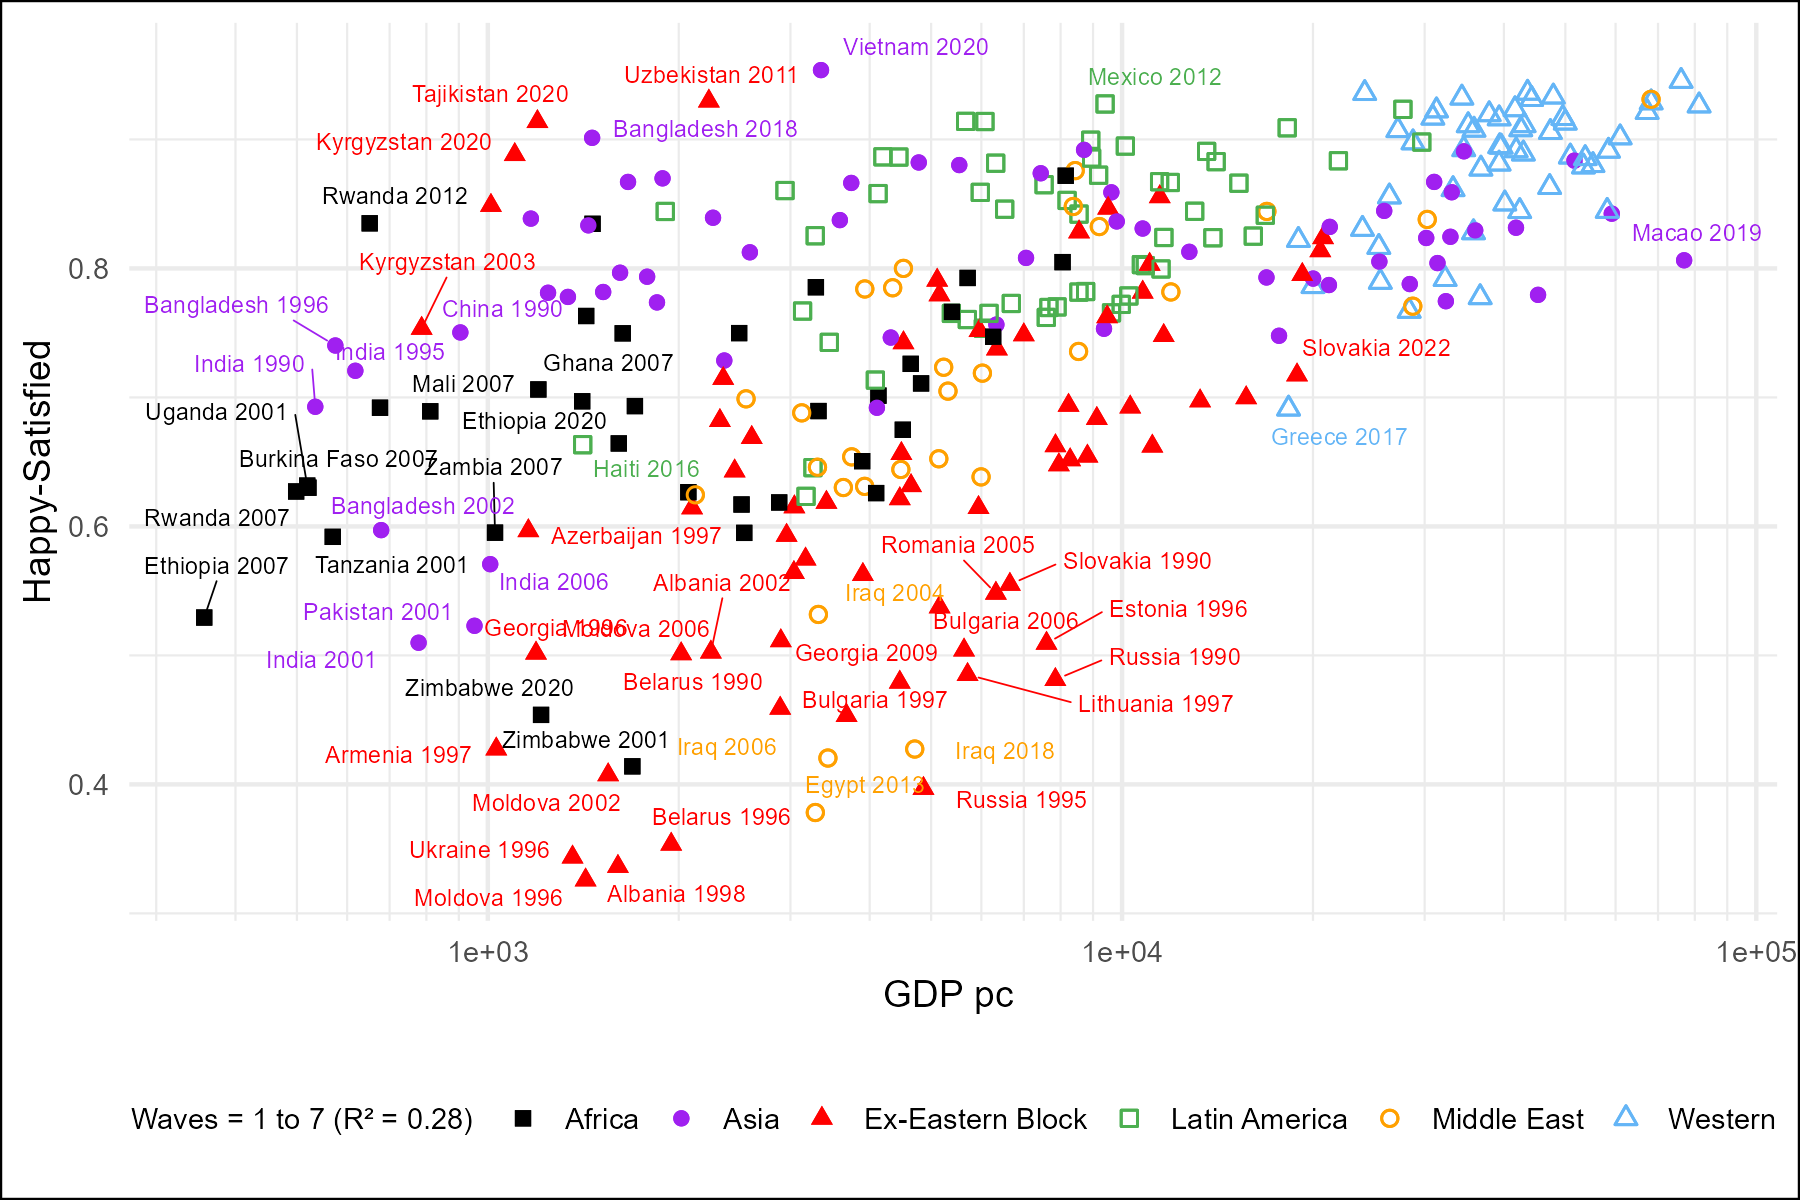 Vietnam 2020
Uzbekistan 2011
Mexico 2012
Tajikistan 2020
Bangladesh 2018
Kyrgyzstan 2020
Rwanda 2012
Macao 2019
Kyrgyzstan 2003
0.8
Bangladesh 1996
China 1990
India 1995
Slovakia 2022
India 1990
Ghana 2007
Mali 2007
Uganda 2001
Ethiopia 2020
Greece 2017
Burkina Faso 2007
Zambia 2007
Haiti 2016
Bangladesh 2002
Rwanda 2007
0.6
Azerbaijan 1997
Romania 2005
Ethiopia 2007
Tanzania 2001
Slovakia 1990
India 2006
Albania 2002
Iraq 2004
Pakistan 2001
Estonia 1996
Georgia 1996
Moldova 2006
Bulgaria 2006
India 2001
Georgia 2009
Russia 1990
Zimbabwe 2020
Belarus 1990
Bulgaria 1997
Lithuania 1997
Zimbabwe 2001
Armenia 1997
Iraq 2006
Iraq 2018
0.4
Egypt 2013
Moldova 2002
Russia 1995
Belarus 1996
Ukraine 1996
Moldova 1996
Albania 1998
Happy-Satisfied
1e+03
1e+04
1e+05
GDP pc
Waves = 1 to 7 (R² = 0.28)
Africa
Asia
Ex-Eastern Block
Latin America
Middle East
Western